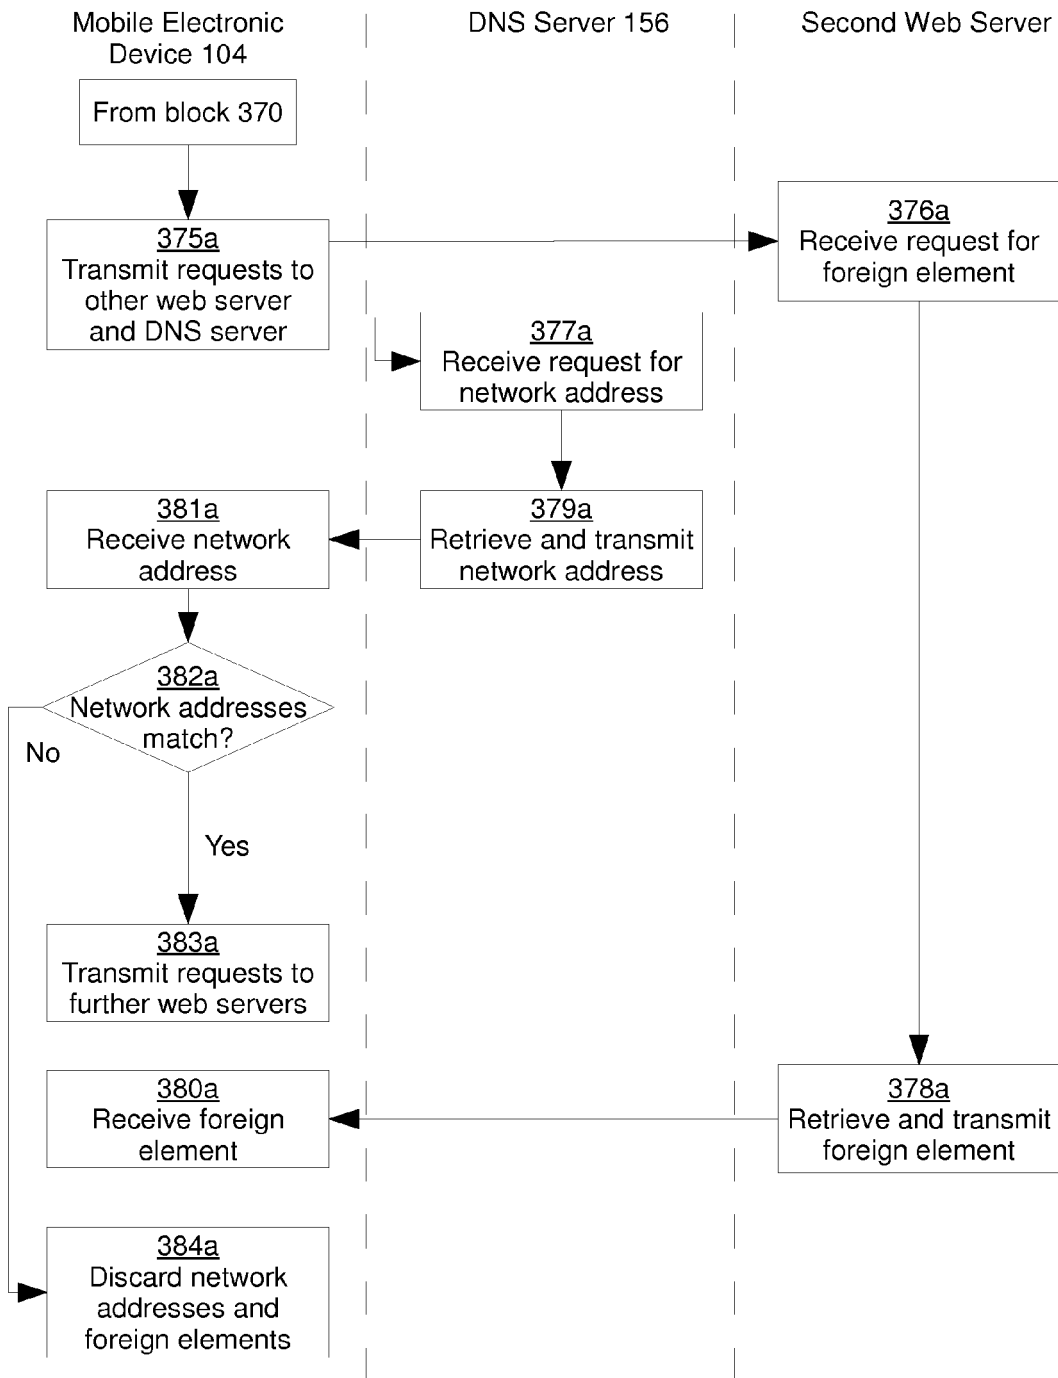 Mobile Electronic
Device 104
DNS Server 156
Second Web Server
From block 370
375a
Transmit requests to
other web server
and DNS server
376a
Receive request for
foreign element
377a
Receive request for
network address
381a
Receive network
address
379a
Retrieve and transmit
network address
382a
Network addresses
match?
No
Yes
383a
Transmit requests to
further web servers
380a
Receive foreign
element
378a
Retrieve and transmit
foreign element
384a
Discard network
addresses and
foreign elements